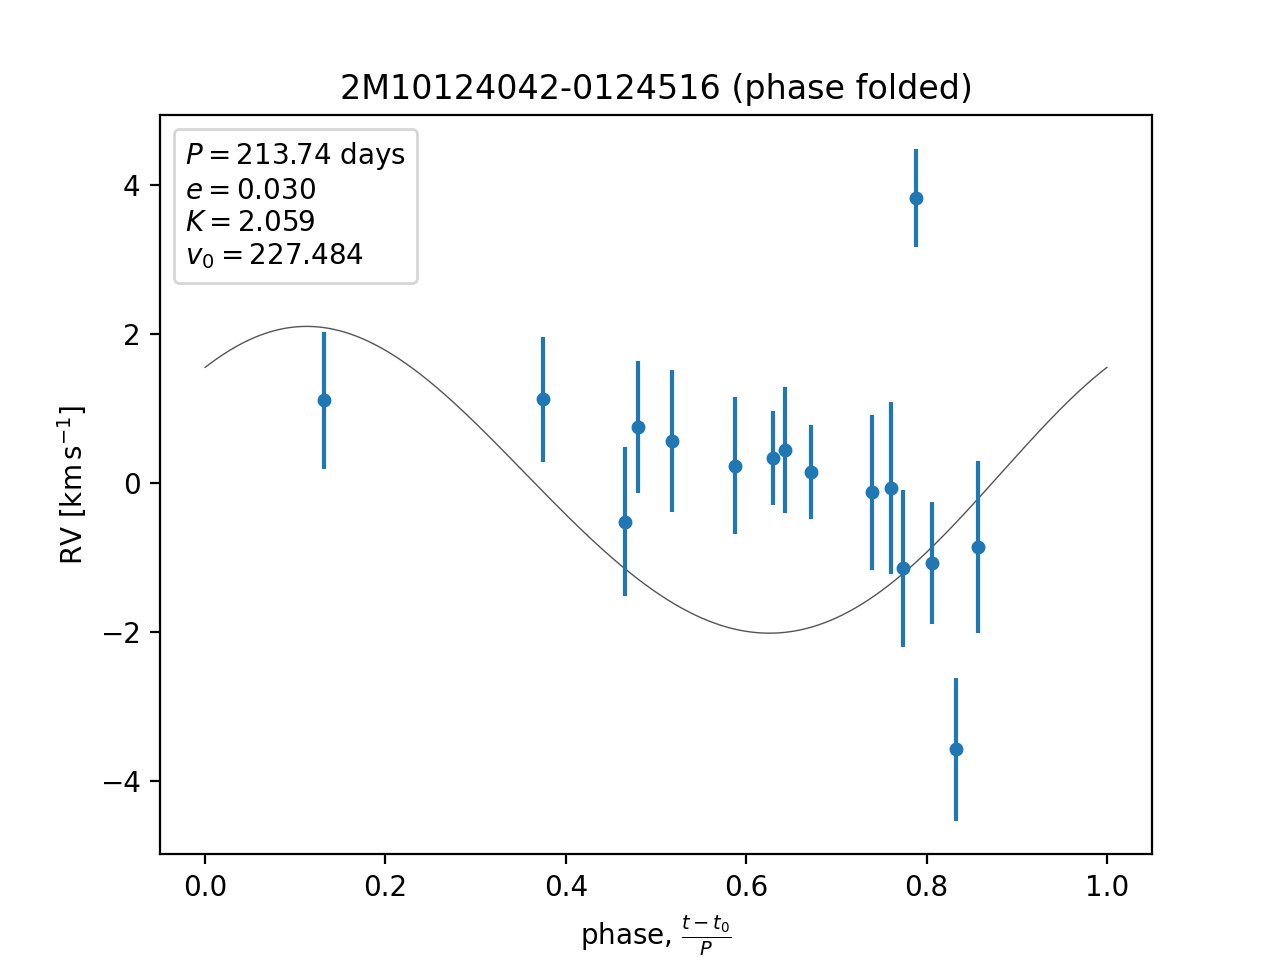 2M10124042-0124516 (phase folded)
P = 213.74 days
e = 0.030
K = 2.059
v₀ = 227.484
RV [km s⁻¹]
4
2
0
−2
−4
0.0 0.2 0.4 0.6 0.8 1.0
phase, (t − t₀)/P